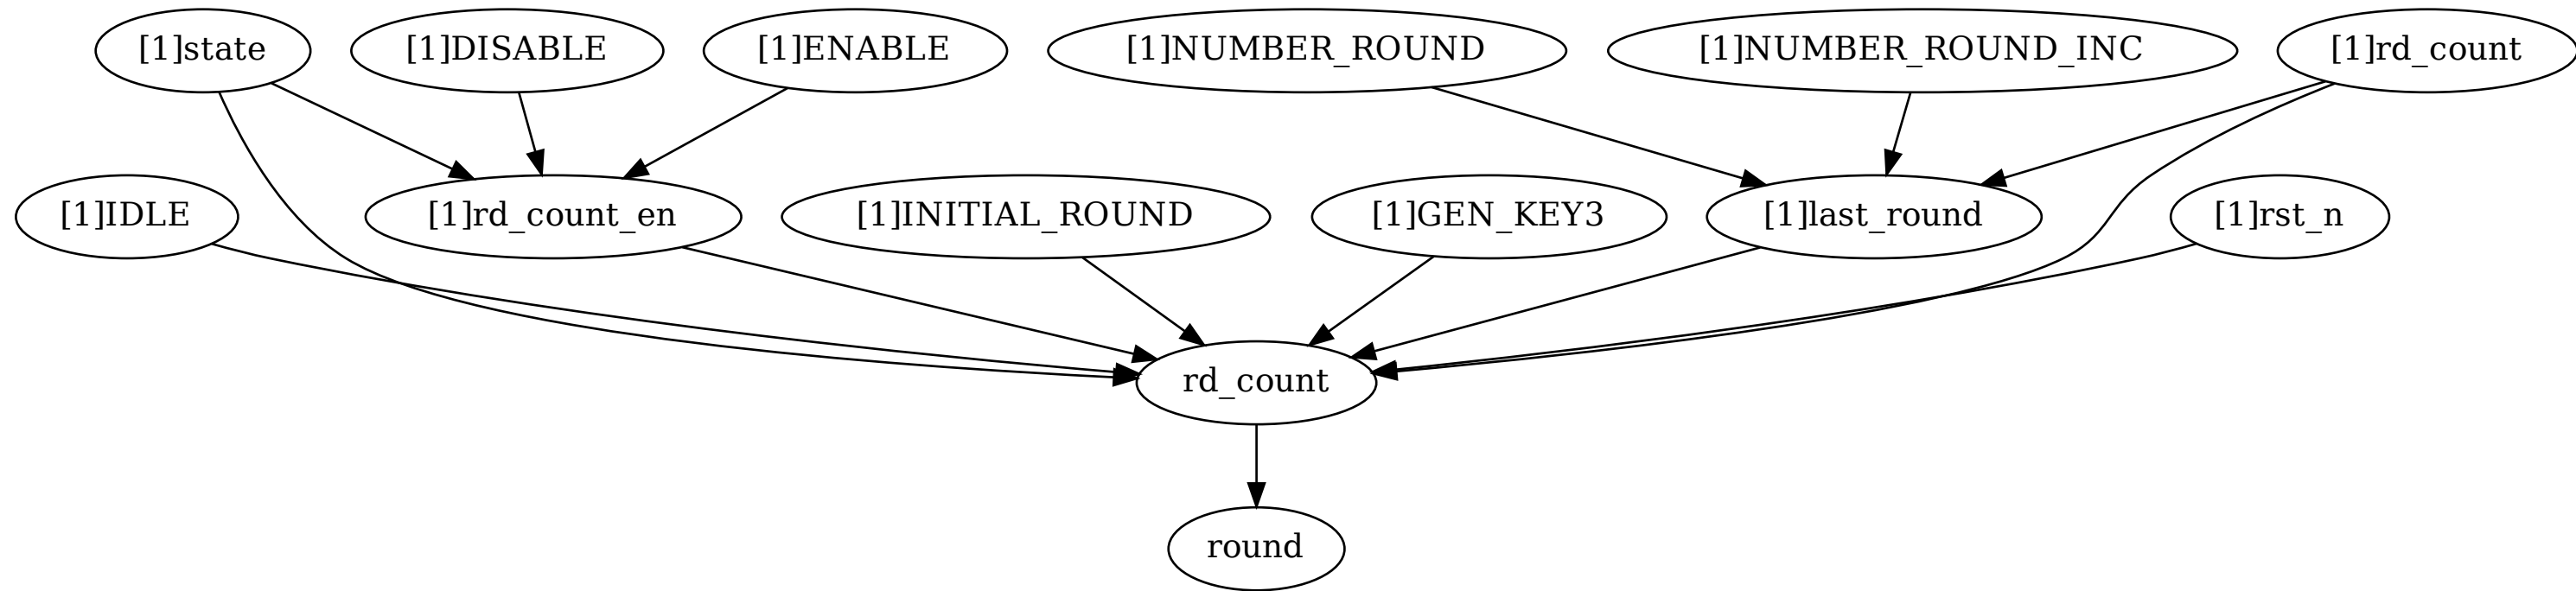 [1]state
[1]DISABLE
[1]ENABLE
[1]NUMBER_ROUND
[1]NUMBER_ROUND_INC
[1]rd_count
[1]IDLE
[1]rd_count_en
[1]INITIAL_ROUND
[1]GEN_KEY3
[1]last_round
[1]rst_n
rd_count
round